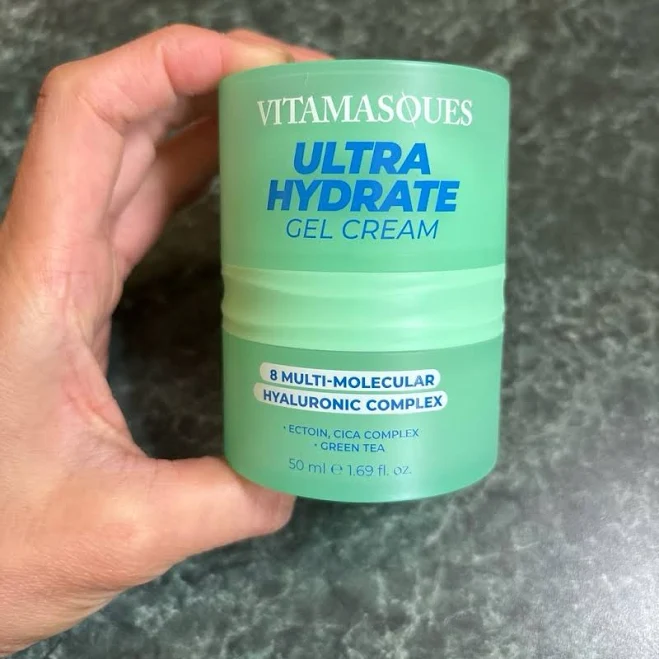 VITAMASQUES
ULTRA
HYDRATE
GEL CREAM
8 MULTI-MOLECULAR
HYALURONIC COMPLEX
• ECTOIN, CICA COMPLEX
• GREEN TEA
50 ml ℮ 1.69 fl. oz.